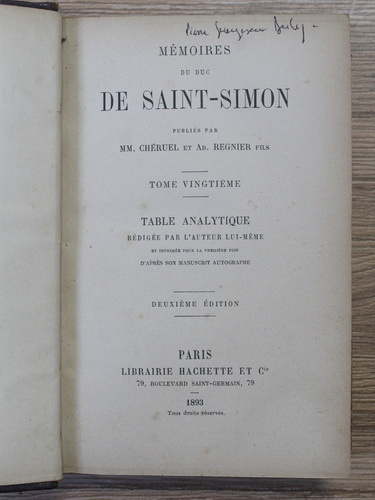 MÉMOIRES
DU DUC
DE SAINT-SIMON
PUBLIÉS PAR
MM. CHÉRUEL ET AD. REGNIER FILS
TOME VINGTIÈME
TABLE ANALYTIQUE
RÉDIGÉE PAR L'AUTEUR LUI-MÊME
ET IMPRIMÉE POUR LA PREMIÈRE FOIS
D'APRÈS SON MANUSCRIT AUTOGRAPHE
DEUXIÈME ÉDITION
PARIS
LIBRAIRIE HACHETTE ET Cie
79, BOULEVARD SAINT-GERMAIN, 79
1893
Tous droits réservés.